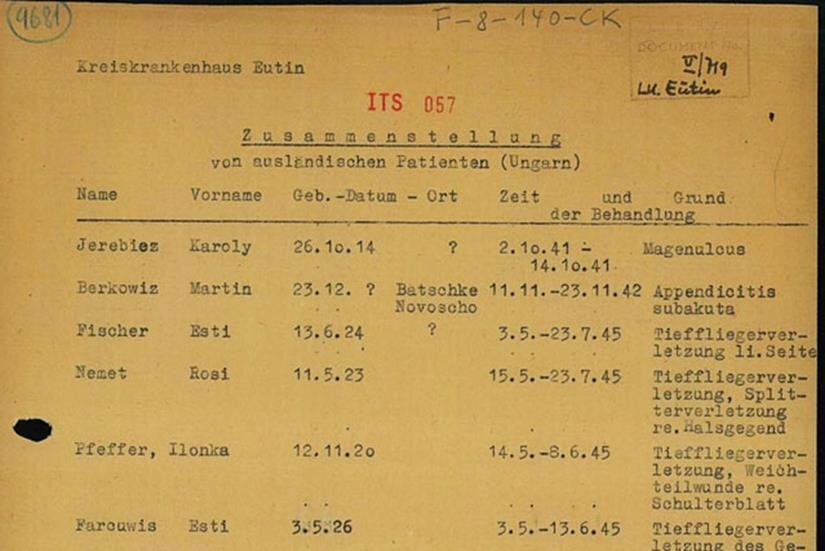 9681
F-8-140-CK
DOCUMENT No.
V/719
LK. Eutin
Kreiskrankenhaus Eutin
ITS 057
Zusammenstellung
von ausländischen Patienten (Ungarn)
Name Vorname Geb.-Datum - Ort Zeit und Grund
der Behandlung
Jerebiez Karoly 26.10.14 ? 2.10.41 - Magenulcus
14.10.41
Berkowiz Martin 23.12. ? Batschke 11.11.-23.11.42 Appendicitis
Novoscho subakuta
Fischer Esti 13.6.24 ? 3.5.-23.7.45 Tieffliegerver-
letzung li.Seite
Nemet Rosi 11.5.23 15.5.-23.7.45 Tieffliegerver-
letzung, Split-
terverletzung
re.Halsgegend
Pfeffer, Ilonka 12.11.20 14.5.-8.6.45 Tieffliegerver-
letzung, Weich-
teilwunde re.
Schulterblatt
Farcuwis Esti 3.5.26 3.5.-13.6.45 Tieffliegerver-
letzung des Ge-